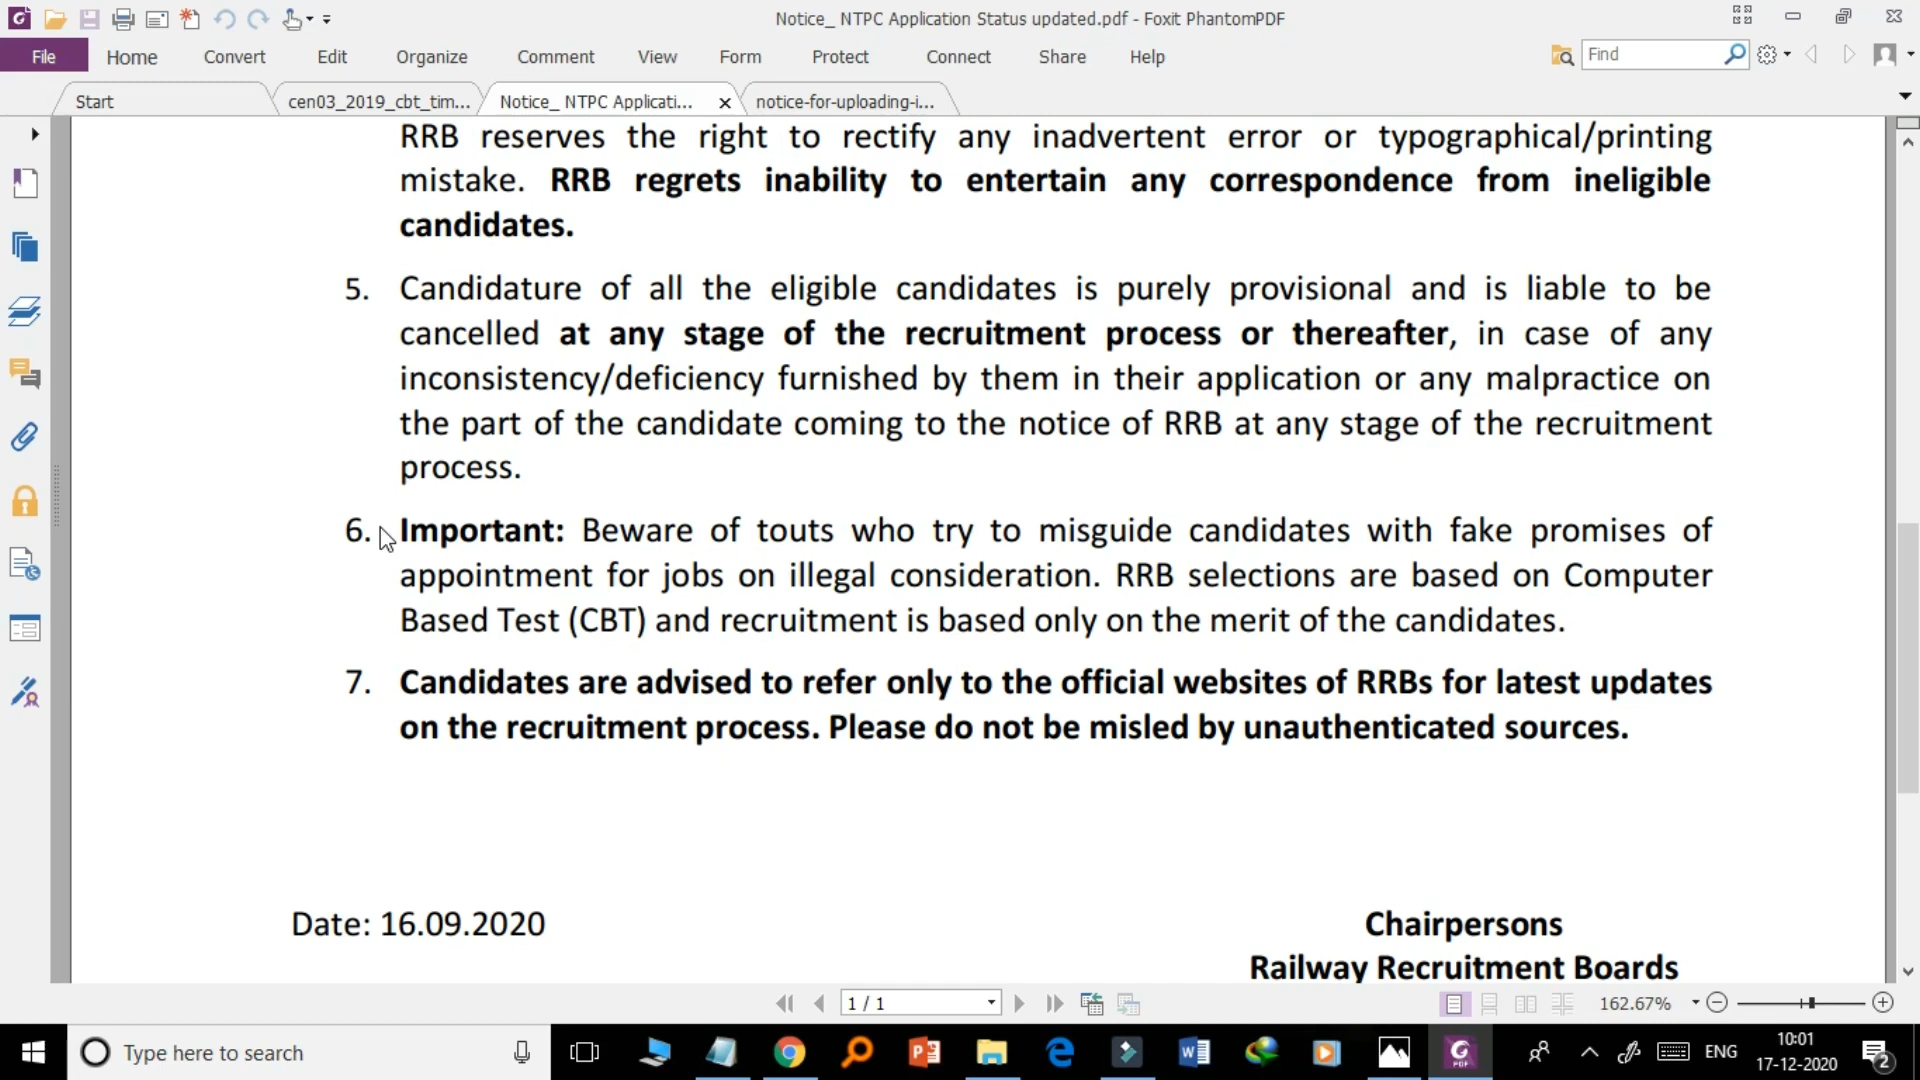 Notice_ NTPC Application Status updated.pdf - Foxit PhantomPDF
File Home Convert Edit Organize Comment View Form Protect Connect Share Help Find
Start cen03_2019_cbt_tim... Notice_ NTPC Applicati... notice-for-uploading-i...
RRB reserves the right to rectify any inadvertent error or typographical/printing
mistake. RRB regrets inability to entertain any correspondence from ineligible
candidates.
5. Candidature of all the eligible candidates is purely provisional and is liable to be
cancelled at any stage of the recruitment process or thereafter, in case of any
inconsistency/deficiency furnished by them in their application or any malpractice on
the part of the candidate coming to the notice of RRB at any stage of the recruitment
process.
6. Important: Beware of touts who try to misguide candidates with fake promises of
appointment for jobs on illegal consideration. RRB selections are based on Computer
Based Test (CBT) and recruitment is based only on the merit of the candidates.
7. Candidates are advised to refer only to the official websites of RRBs for latest updates
on the recruitment process. Please do not be misled by unauthenticated sources.
Date: 16.09.2020 Chairpersons
Railway Recruitment Boards
1 / 1 162.67%
Type here to search ENG 10:01
17-12-2020 2